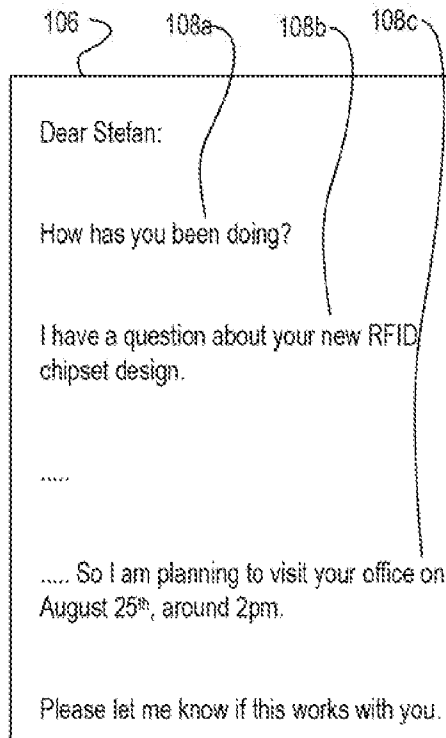 106 108a 108b 108c
Dear Stefan:
How has you been doing?
I have a question about your new RFID
chipset design.
.....
..... So I am planning to visit your office on
August 25th, around 2pm.
Please let me know if this works with you.